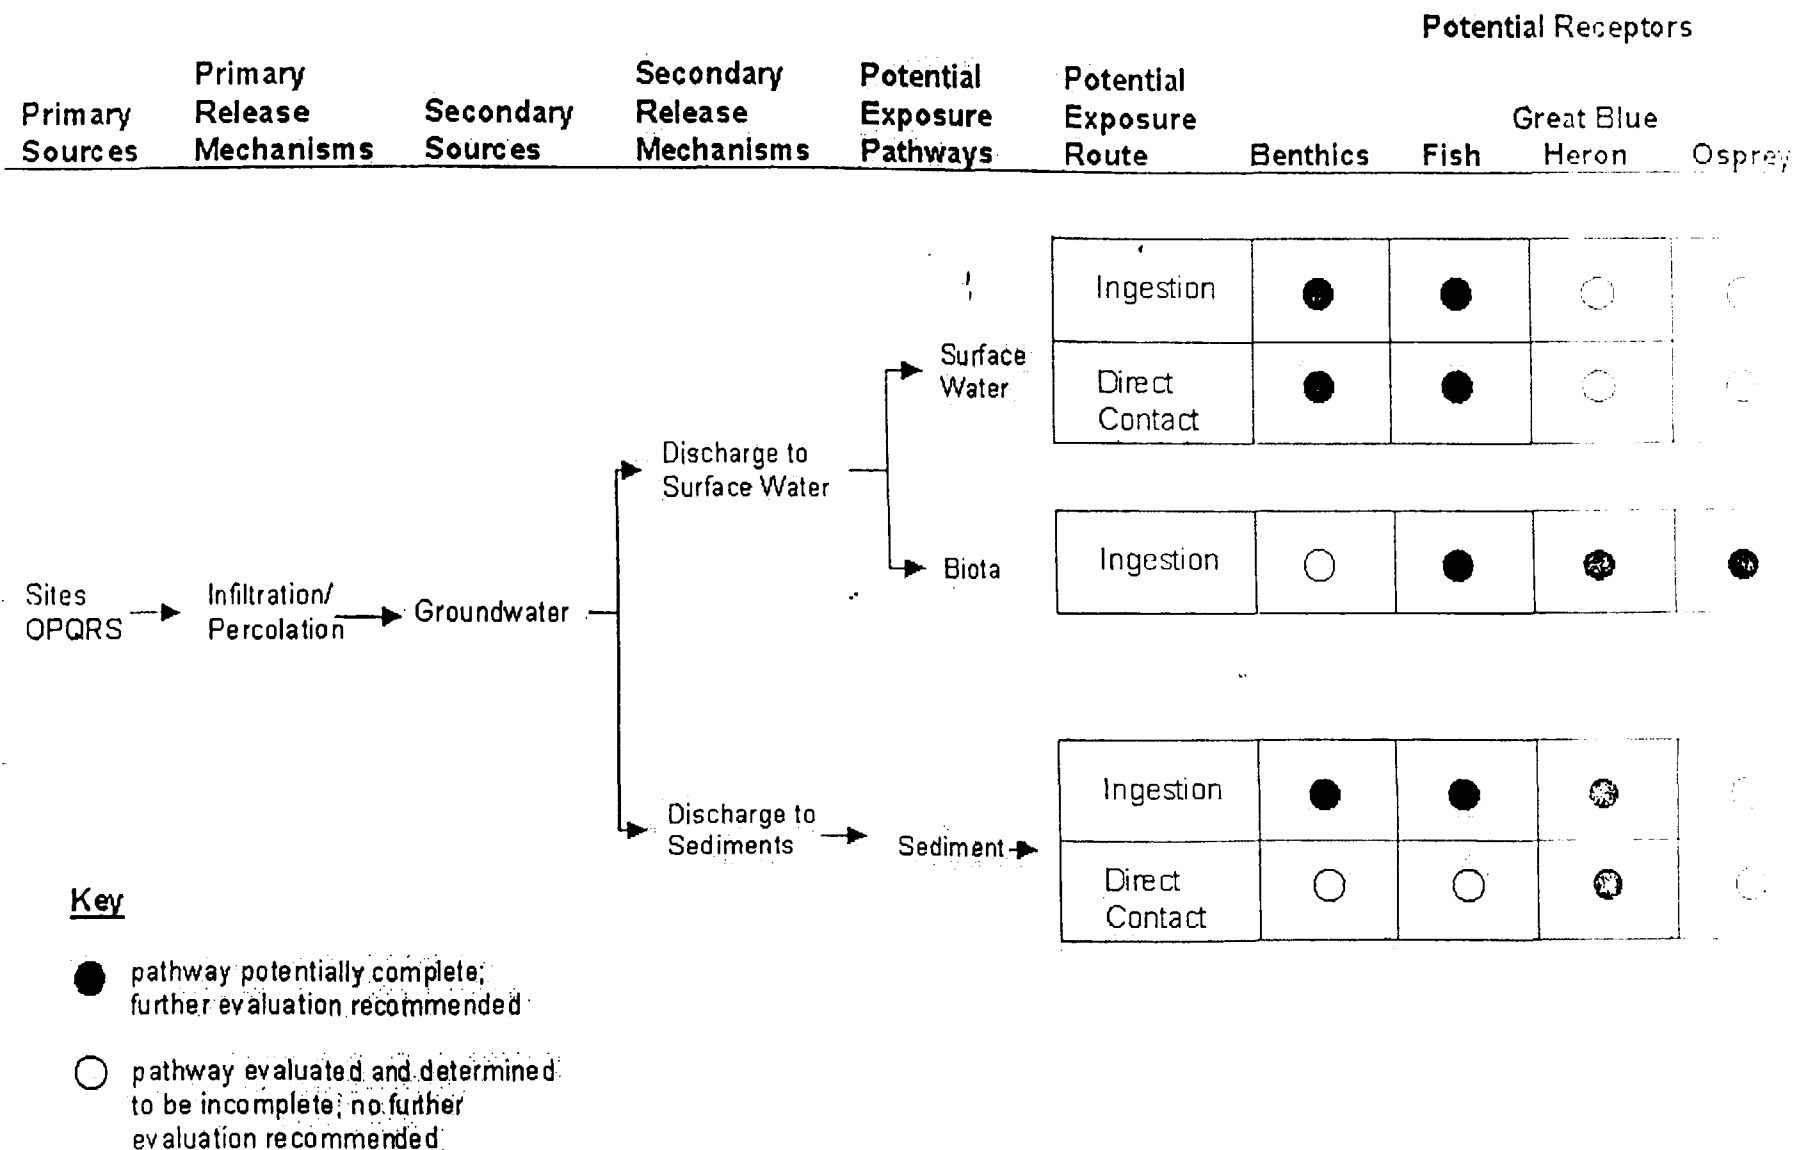 Potential Receptors
Primary
Sources
Primary
Release
Mechanisms
Secondary
Sources
Secondary
Release
Mechanisms
Potential
Exposure
Pathways
Potential
Exposure
Route
Benthics
Fish
Great Blue
Heron
Osprey
Ingestion
Surface
Water
Direct
Contact
Discharge to
Surface Water
Biota
Ingestion
Sites
OPQRS
Infiltration/
Percolation
Groundwater
Discharge to
Sediments
Sediment
Ingestion
Direct
Contact
Key
pathway potentially complete;
further evaluation recommended
pathway evaluated and determined
to be incomplete; no further
evaluation recommended